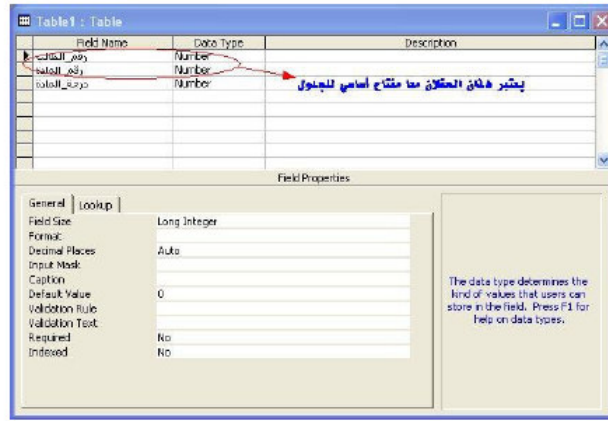 Table1 : Table
Field Name Data Type Description
رقم_الطالب Number
رقم_المادة Number
درجة_المادة Number
يعتبر هذان الحقلان معا مفتاح أساسي للجدول
Field Properties
General Lookup
Field Size Long Integer
Format
Decimal Places Auto
Input Mask
Caption
Default Value 0
Validation Rule
Validation Text
Required No
Indexed No
The data type determines the
kind of values that users can
store in the field. Press F1 for
help on data types.